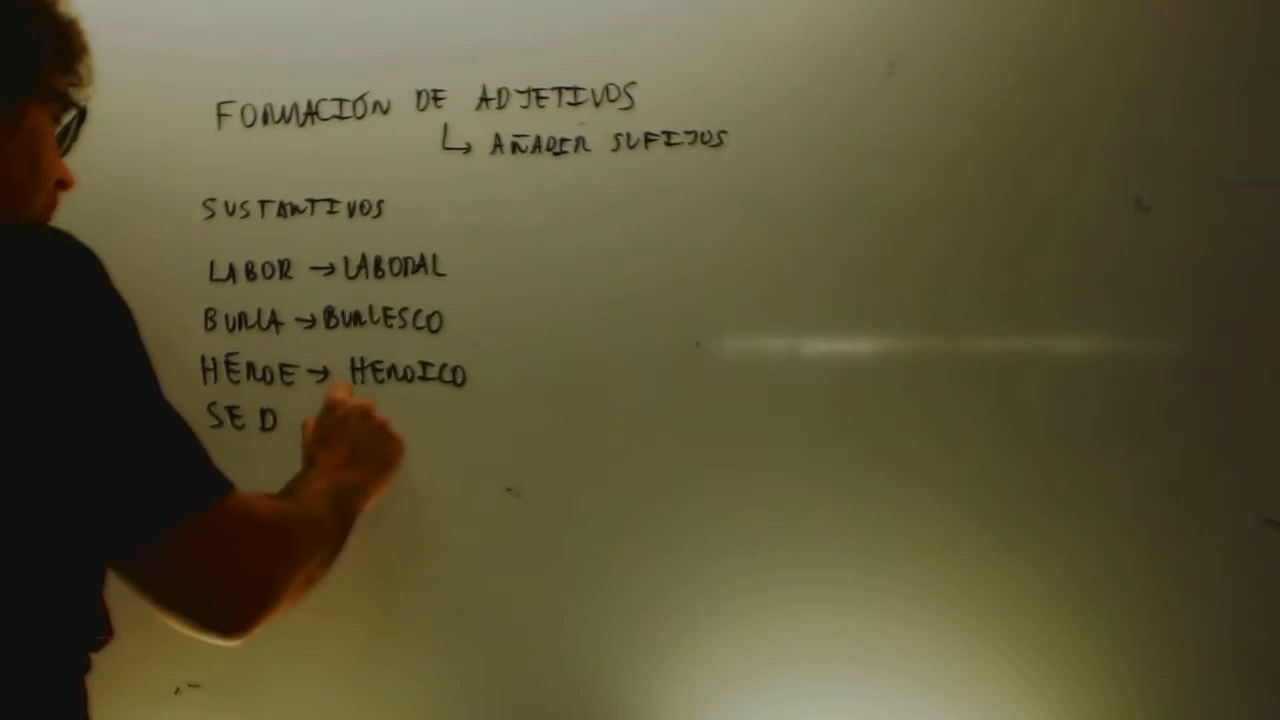 FORMACIÓN DE ADJETIVOS
↳ AÑADIR SUFIJOS
SUSTANTIVOS
LABOR → LABORAL
BURLA → BURLESCO
HÉROE → HEROICO
SED